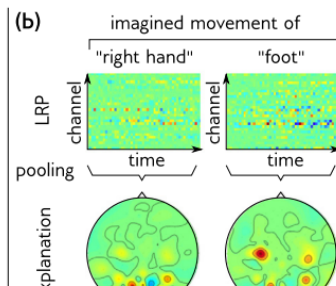 (b)
imagined movement of
"right hand" "foot"
LRP
channel
channel
time
time
pooling
xplanation